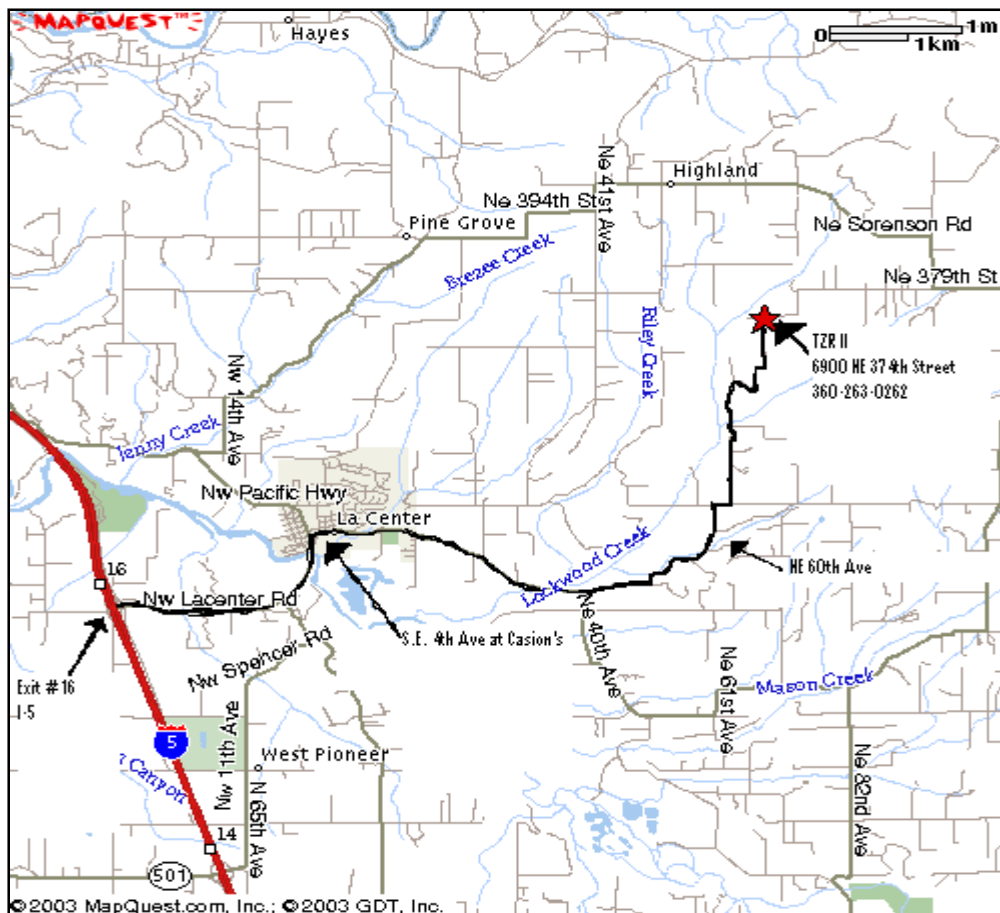 MAPQUEST™
Hayes
0
1m
1km
Ne 41st Ave
Highland
Ne 394th St
Pine Grove
Ne Sorenson Rd
Brezee Creek
Ne 379th St
Riley Creek
TZR II
6900 NE 374th Street
360-263-0262
Nw 14th Ave
Jenny Creek
Nw Pacific Hwy
La Center
16
Nw Lacenter Rd
Lockwood Creek
NE 60th Ave
Ne 40th Ave
S.E. 4th Ave at Casion's
Nw Spencer Rd
Exit # 16
I-5
Ne 61st Ave
Mason Creek
5
Nw 11th Ave
West Pioneer
Canyon
N 65th Ave
Ne 82nd Ave
14
501
©2003 MapQuest.com, Inc.; ©2003 GDT, Inc.